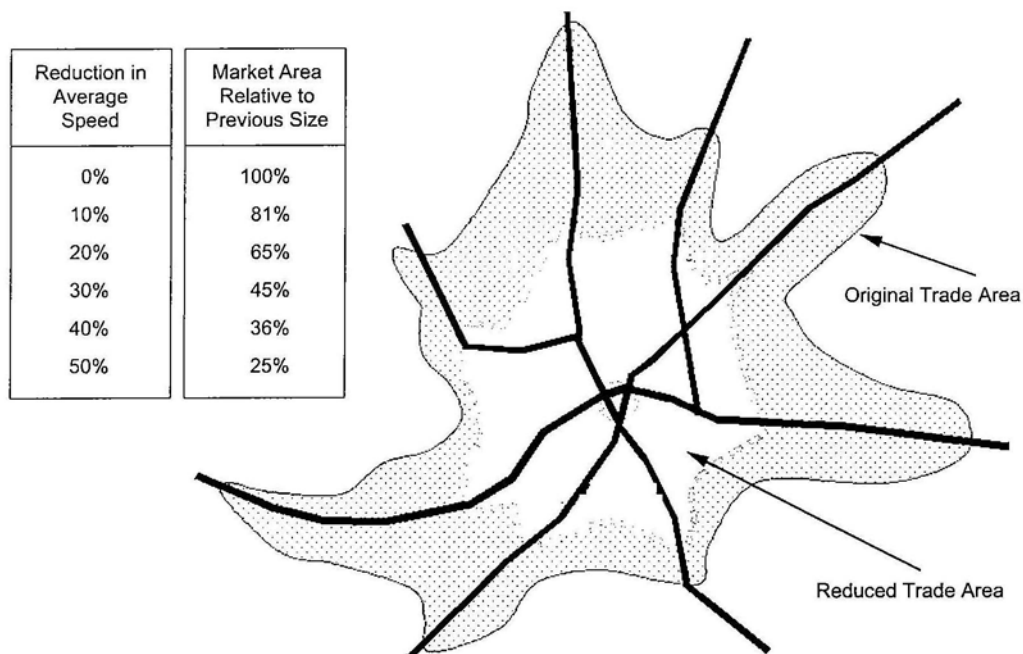 Reduction in
Average
Speed
Market Area
Relative to
Previous Size
0%
100%
10%
81%
20%
65%
30%
45%
40%
36%
50%
25%
Original Trade Area
Reduced Trade Area